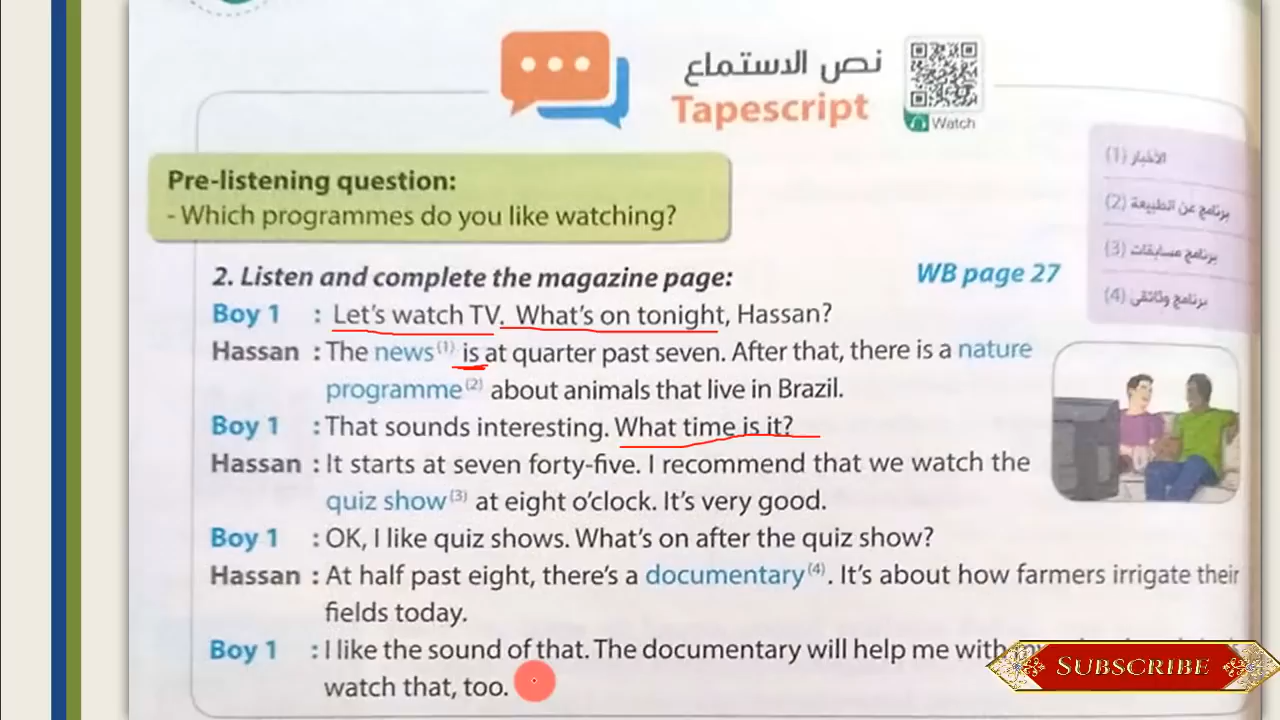 نص الاستماع
Tapescript
Watch
الأخبار (1)
برنامج عن الطبيعة (2)
برنامج مسابقات (3)
برنامج وثائقى (4)
Pre-listening question:
- Which programmes do you like watching?
2. Listen and complete the magazine page:
WB page 27
Boy 1 : Let's watch TV. What's on tonight, Hassan?
Hassan : The news(1) is at quarter past seven. After that, there is a nature
programme(2) about animals that live in Brazil.
Boy 1 : That sounds interesting. What time is it?
Hassan : It starts at seven forty-five. I recommend that we watch the
quiz show(3) at eight o'clock. It's very good.
Boy 1 : OK, I like quiz shows. What's on after the quiz show?
Hassan : At half past eight, there's a documentary(4). It's about how farmers irrigate their
fields today.
Boy 1 : I like the sound of that. The documentary will help me with
watch that, too.
SUBSCRIBE